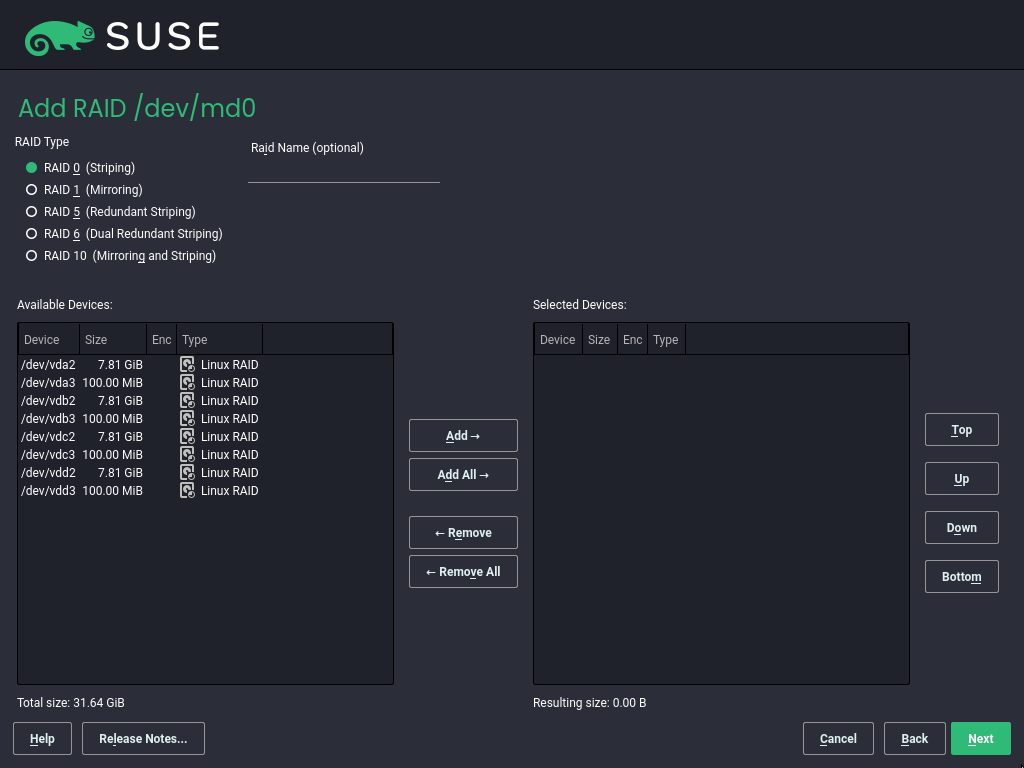 SUSE
Add RAID /dev/md0
RAID Type
Raid Name (optional)
RAID 0 (Striping)
RAID 1 (Mirroring)
RAID 5 (Redundant Striping)
RAID 6 (Dual Redundant Striping)
RAID 10 (Mirroring and Striping)
Available Devices:
Device Size Enc Type
/dev/vda2 7.81 GiB Linux RAID
/dev/vda3 100.00 MiB Linux RAID
/dev/vdb2 7.81 GiB Linux RAID
/dev/vdb3 100.00 MiB Linux RAID
/dev/vdc2 7.81 GiB Linux RAID
/dev/vdc3 100.00 MiB Linux RAID
/dev/vdd2 7.81 GiB Linux RAID
/dev/vdd3 100.00 MiB Linux RAID
Total size: 31.64 GiB
Add →
Add All →
← Remove
← Remove All
Selected Devices:
Device Size Enc Type
Resulting size: 0.00 B
Top
Up
Down
Bottom
Help Release Notes... Cancel Back Next